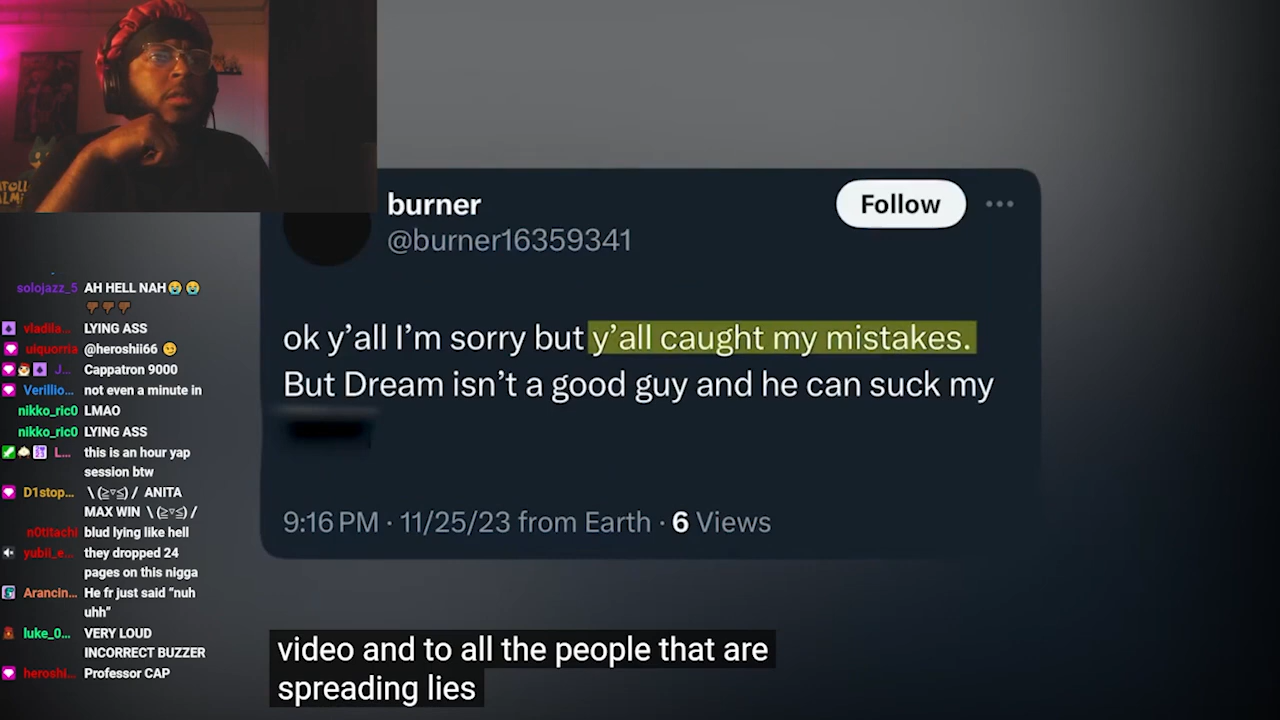 burner
Follow
@burner16359341
ok y’all I’m sorry but y’all caught my mistakes.
But Dream isn’t a good guy and he can suck my
9:16 PM · 11/25/23 from Earth · 6 Views
solojazz_5 AH HELL NAH😭😭
👎🏾👎🏾👎🏾
vladila... LYING ASS
ulquorria @heroshii66 😉
J... Cappatron 9000
Verillio... not even a minute in
nikko_ric0 LMAO
nikko_ric0 LYING ASS
L... this is an hour yap
session btw
D1stop... \(≧▽≦)/ ANITA
MAX WIN \(≧▽≦)/
n0titachi blud lying like hell
yubii_e... they dropped 24
pages on this nigga
Arancin... He fr just said “nuh
uhh”
luke_0... VERY LOUD
INCORRECT BUZZER
heroshi... Professor CAP
video and to all the people that are
spreading lies